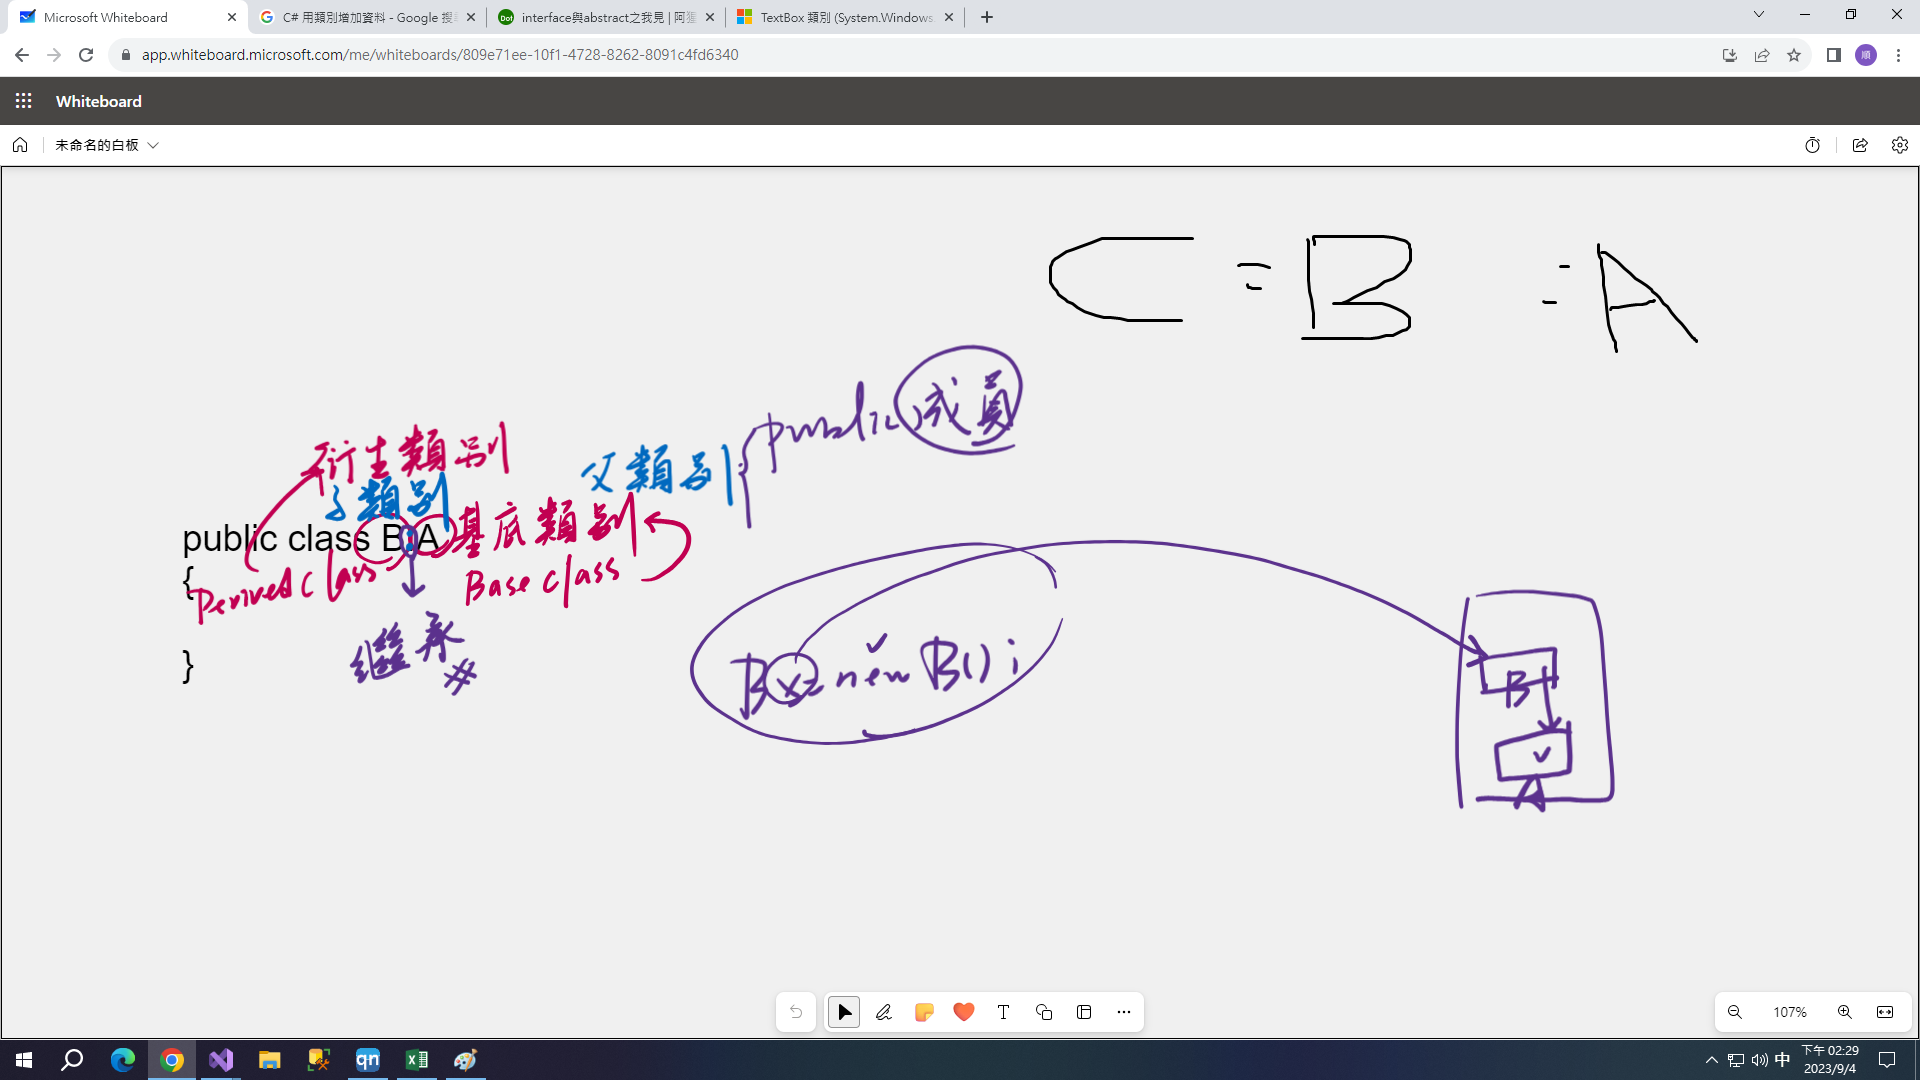 Microsoft Whiteboard
C# 用類別增加資料 - Google 搜
interface與abstract之我見 | 阿猩
TextBox 類別 (System.Windows.
app.whiteboard.microsoft.com/me/whiteboards/809e71ee-10f1-4728-8262-8091c4fd6340
順
Whiteboard
未命名的白板
C = B = A
public 成員
衍生類別
父類別
子類別
public class B:A 基底類別
{
Derived class
Base class
繼承
#
}
B x = new B();
B
A
107%
qn
中
下午 02:29
2023/9/4